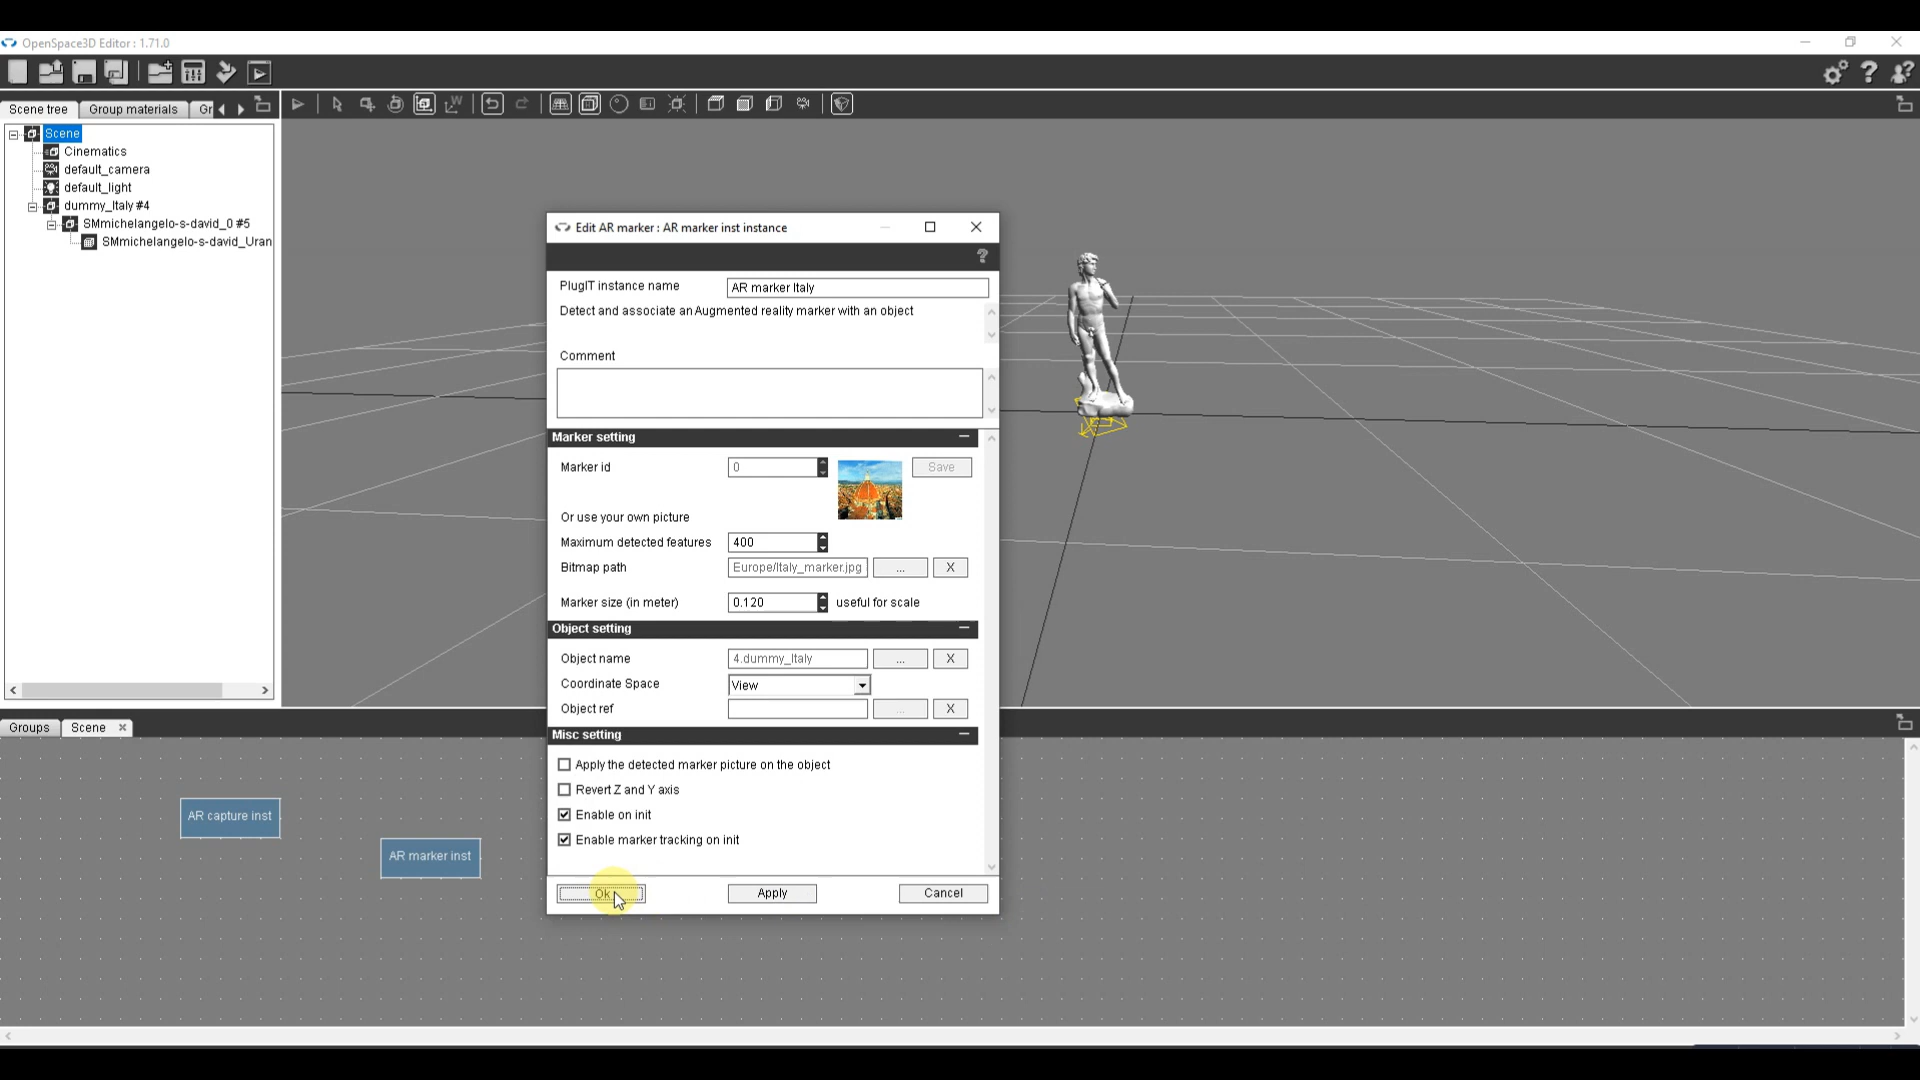 OpenSpace3D Editor : 1.71.0
Scene tree
Group materials
Gr
Scene
Cinematics
default_camera
default_light
dummy_Italy #4
SMmichelangelo-s-david_0 #5
SMmichelangelo-s-david_Uran
Edit AR marker : AR marker inst instance
PlugIT instance name
AR marker Italy
Detect and associate an Augmented reality marker with an object
Comment
Marker setting
Marker id
0
Save
Or use your own picture
Maximum detected features
400
Bitmap path
Europe/Italy_marker.jpg
...
X
Marker size (in meter)
0.120
useful for scale
Object setting
Object name
4.dummy_Italy
...
X
Coordinate Space
View
Object ref
...
X
Misc setting
Apply the detected marker picture on the object
Revert Z and Y axis
Enable on init
Enable marker tracking on init
Ok
Apply
Cancel
Groups
Scene
AR capture inst
AR marker inst